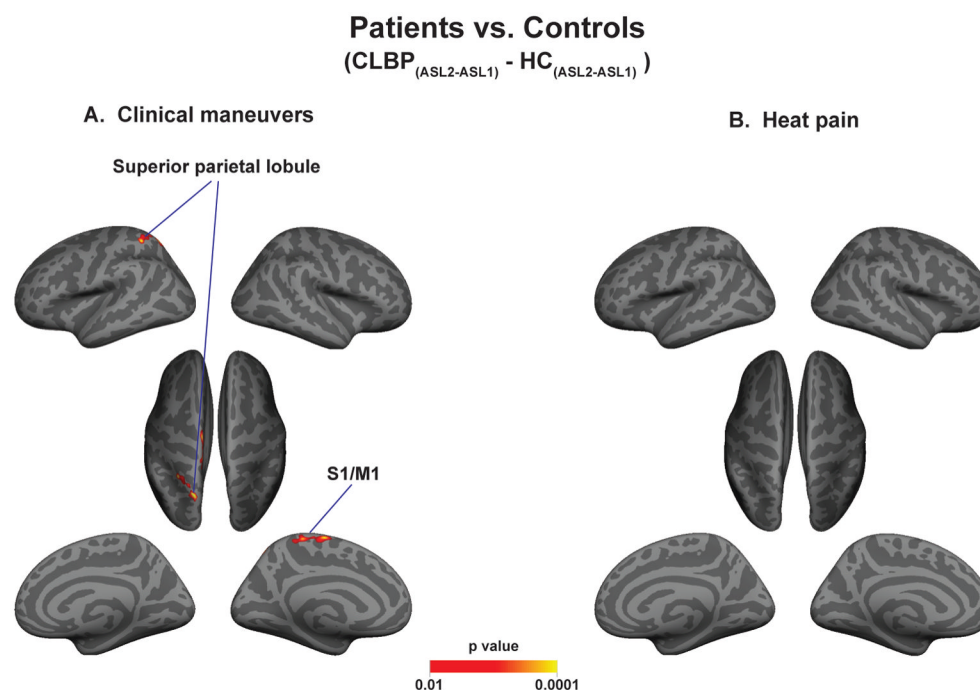 Patients vs. Controls
(CLBP(ASL2-ASL1) - HC(ASL2-ASL1) )
A. Clinical maneuvers
B. Heat pain
Superior parietal lobule
S1/M1
p value
0.01 0.0001